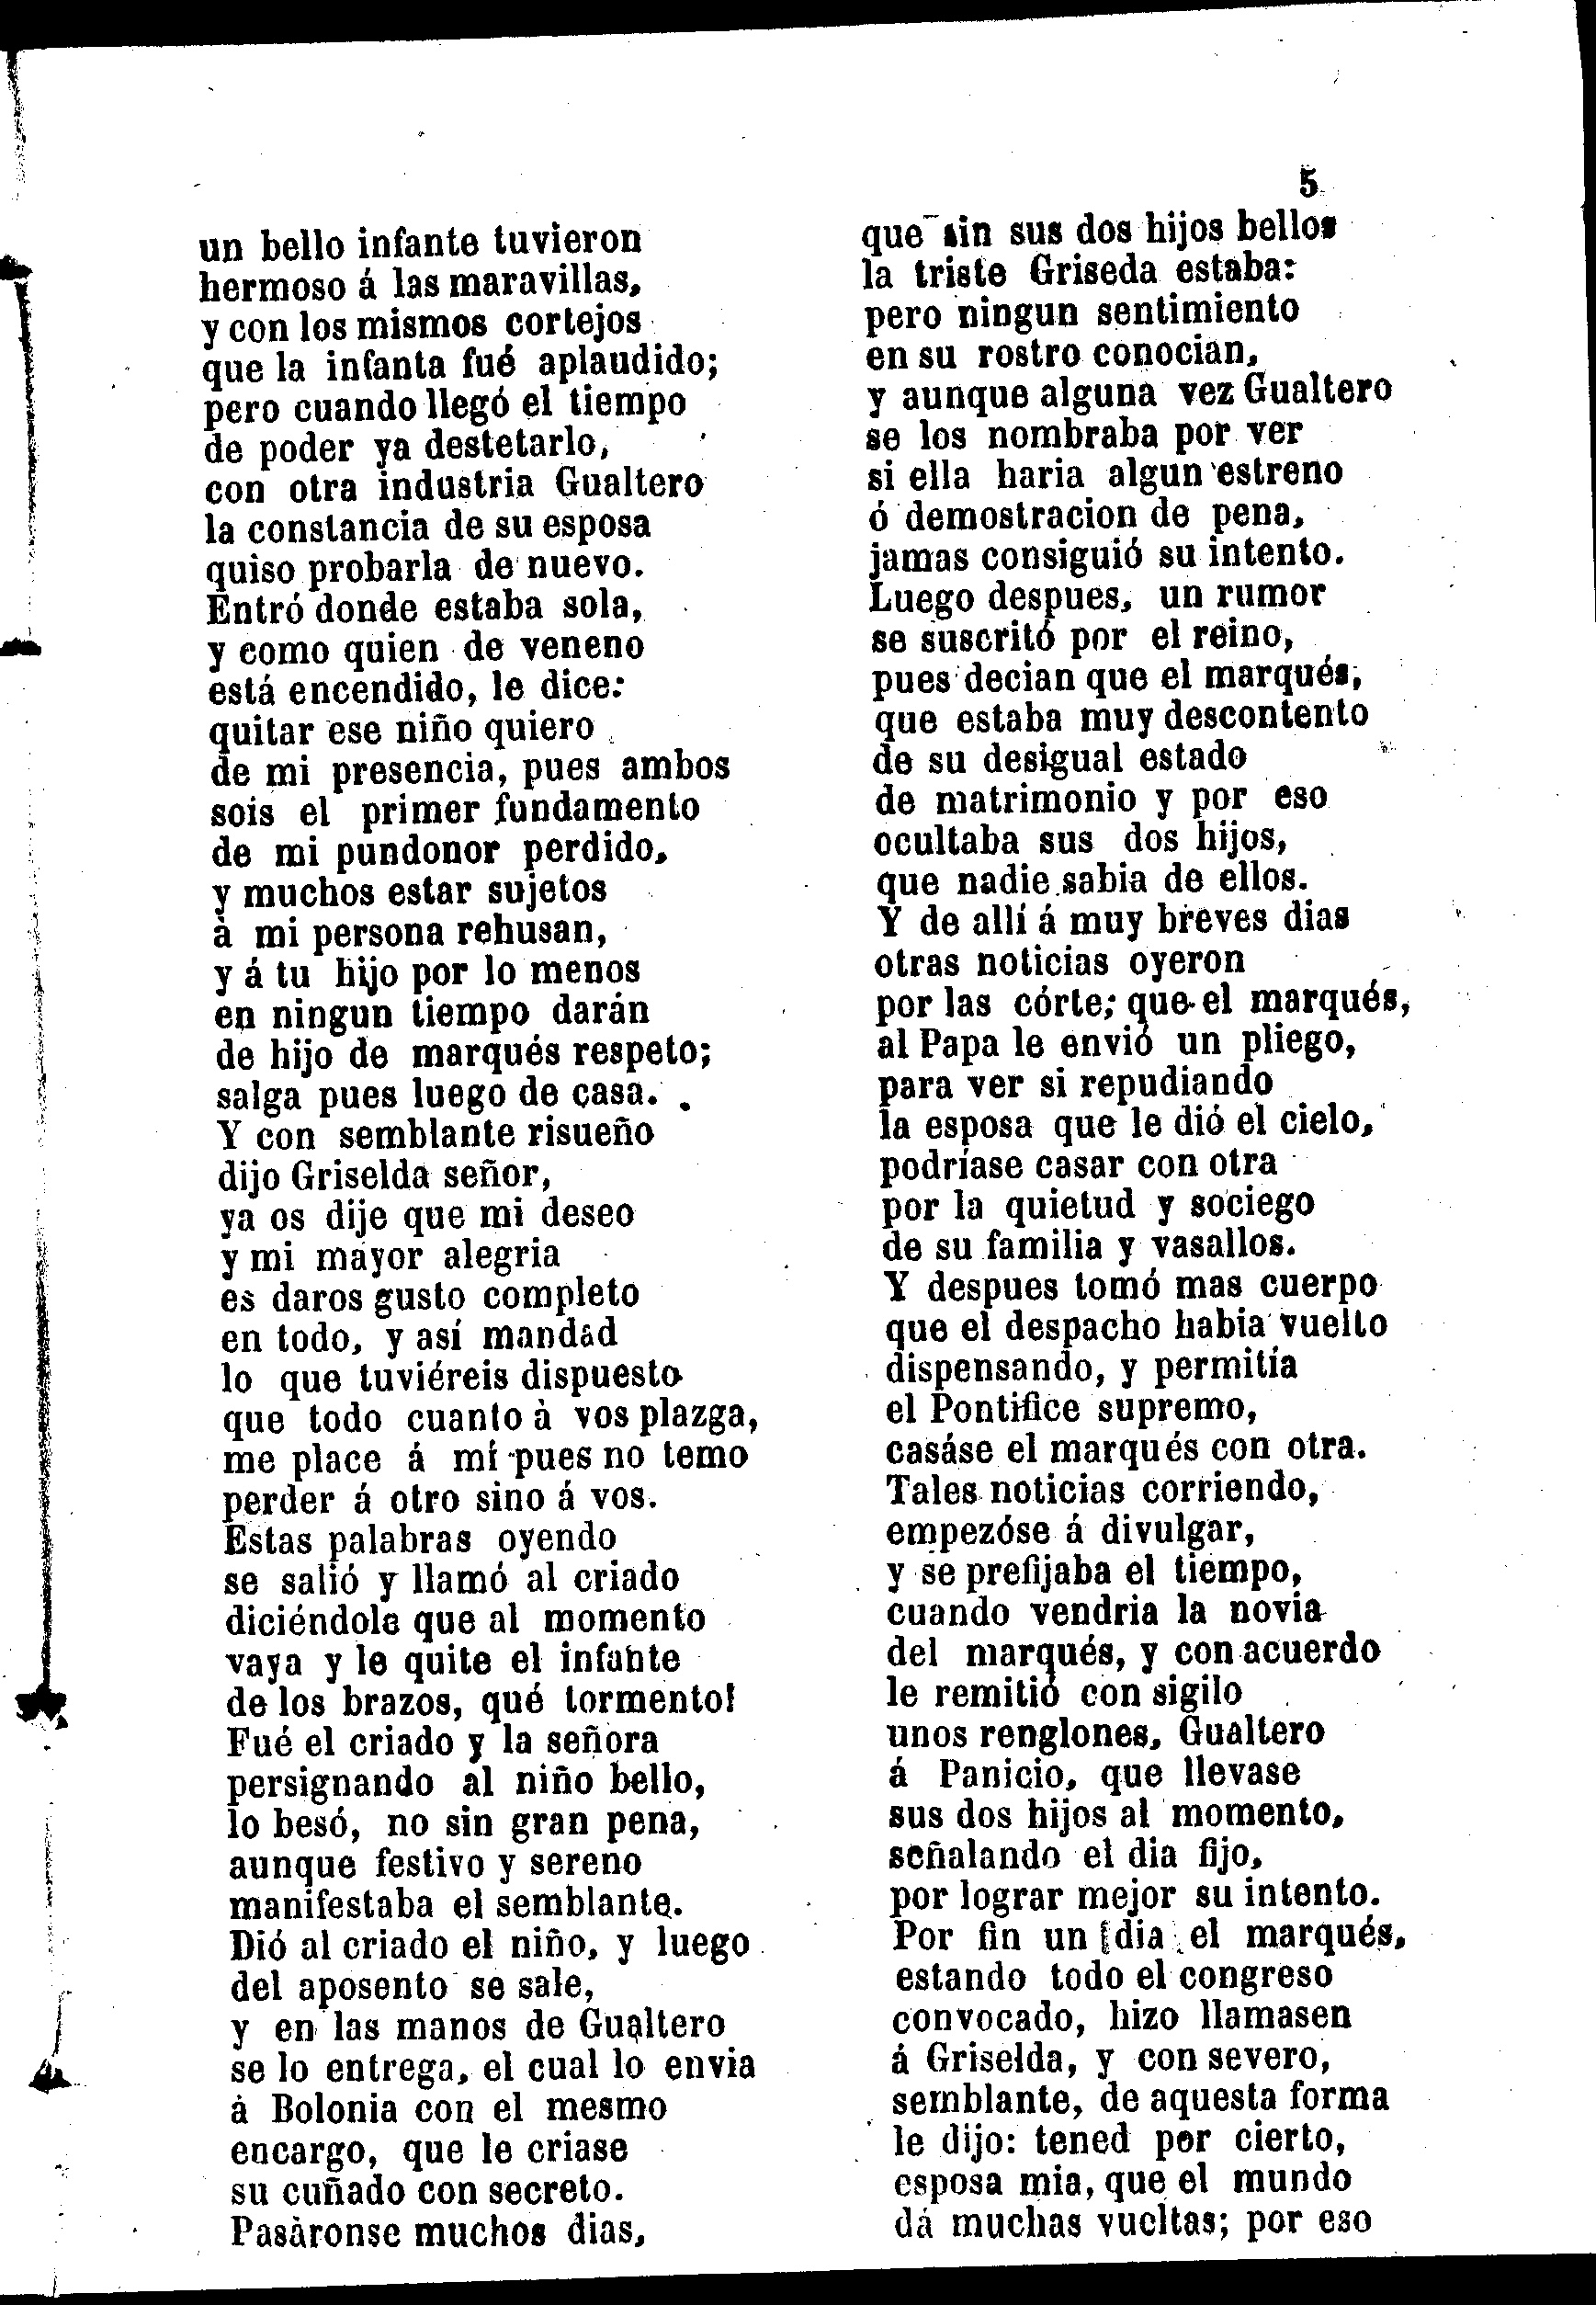 5
un bello infante tuvieron
hermoso á las maravillas,
y con los mismos cortejos
que la infanta fué aplaudido;
pero cuando llegó el tiempo
de poder ya destetarlo,
con otra industria Gualtero
la constancia de su esposa
quiso probarla de nuevo.
Entró donde estaba sola,
y como quien de veneno
está encendido, le dice:
quitar ese niño quiero
de mi presencia, pues ambos
sois el primer fundamento
de mi pundonor perdido,
y muchos estar sujetos
à mi persona rehusan,
y á tu hijo por lo menos
en ningun tiempo darán
de hijo de marqués respeto;
salga pues luego de casa.
Y con semblante risueño
dijo Griselda señor,
ya os dije que mi deseo
y mi mayor alegria
es daros gusto completo
en todo, y así mandad
lo que tuviéreis dispuesto
que todo cuanto à vos plazga,
me place á mí pues no temo
perder á otro sino á vos.
Estas palabras oyendo
se salió y llamó al criado
diciéndole que al momento
vaya y le quite el infante
de los brazos, qué tormento!
Fué el criado y la señora
persignando al niño bello,
lo besó, no sin gran pena,
aunque festivo y sereno
manifestaba el semblante.
Dió al criado el niño, y luego
del aposento se sale,
y en las manos de Gualtero
se lo entrega, el cual lo envia
à Bolonia con el mesmo
encargo, que le criase
su cuñado con secreto.
Pasàronse muchos dias,
que sin sus dos hijos bellos
la triste Griseda estaba:
pero ningun sentimiento
en su rostro conocian,
y aunque alguna vez Gualtero
se los nombraba por ver
si ella haria algun estreno
ó demostracion de pena,
jamas consiguió su intento.
Luego despues, un rumor
se suscritó por el reino,
pues decian que el marqués,
que estaba muy descontento
de su desigual estado
de matrimonio y por eso
ocultaba sus dos hijos,
que nadie sabia de ellos.
Y de allí á muy breves dias
otras noticias oyeron
por las córte; que el marqués,
al Papa le envió un pliego,
para ver si repudiando
la esposa que le dió el cielo,
podríase casar con otra
por la quietud y sociego
de su familia y vasallos.
Y despues tomó mas cuerpo
que el despacho habia vuelto
dispensando, y permitía
el Pontifice supremo,
casáse el marqués con otra.
Tales noticias corriendo,
empezóse á divulgar,
y se prefijaba el tiempo,
cuando vendria la novia
del marqués, y con acuerdo
le remitió con sigilo
unos renglones, Gualtero
á Panicio, que llevase
sus dos hijos al momento,
señalando el dia fijo,
por lograr mejor su intento.
Por fin un dia el marqués,
estando todo el congreso
convocado, hizo llamasen
á Griselda, y con severo,
semblante, de aquesta forma
le dijo: tened por cierto,
esposa mia, que el mundo
dá muchas vueltas; por eso